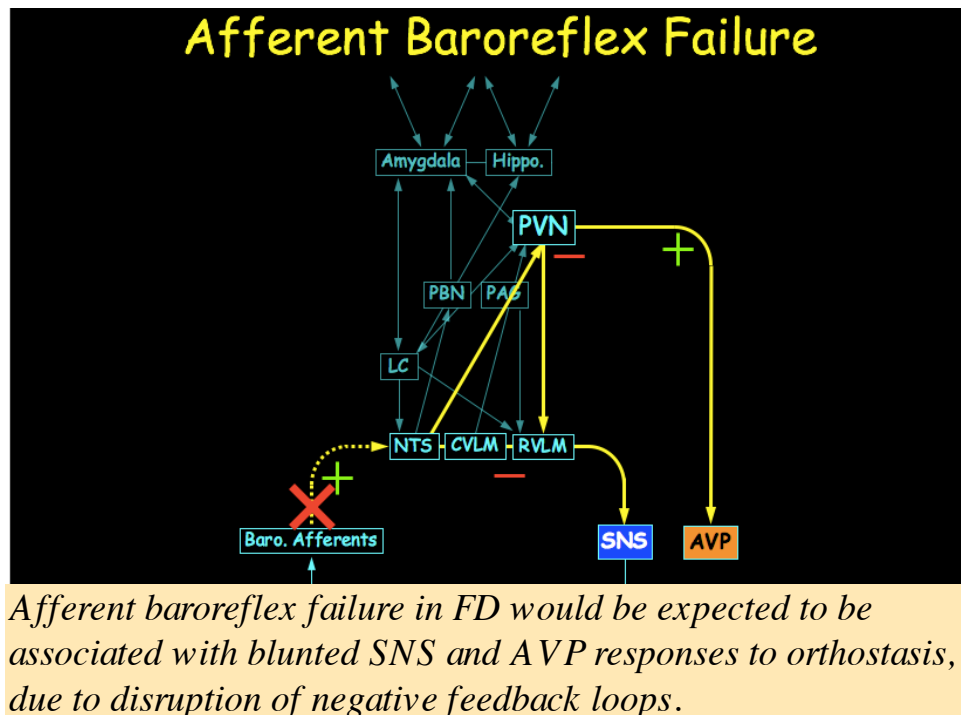 Afferent Baroreflex Failure
Amygdala
Hippo.
PVN
−
+
PBN
PAG
LC
NTS
CVLM
RVLM
+
−
Baro. Afferents
SNS
AVP
Afferent baroreflex failure in FD would be expected to be
associated with blunted SNS and AVP responses to orthostasis,
due to disruption of negative feedback loops.